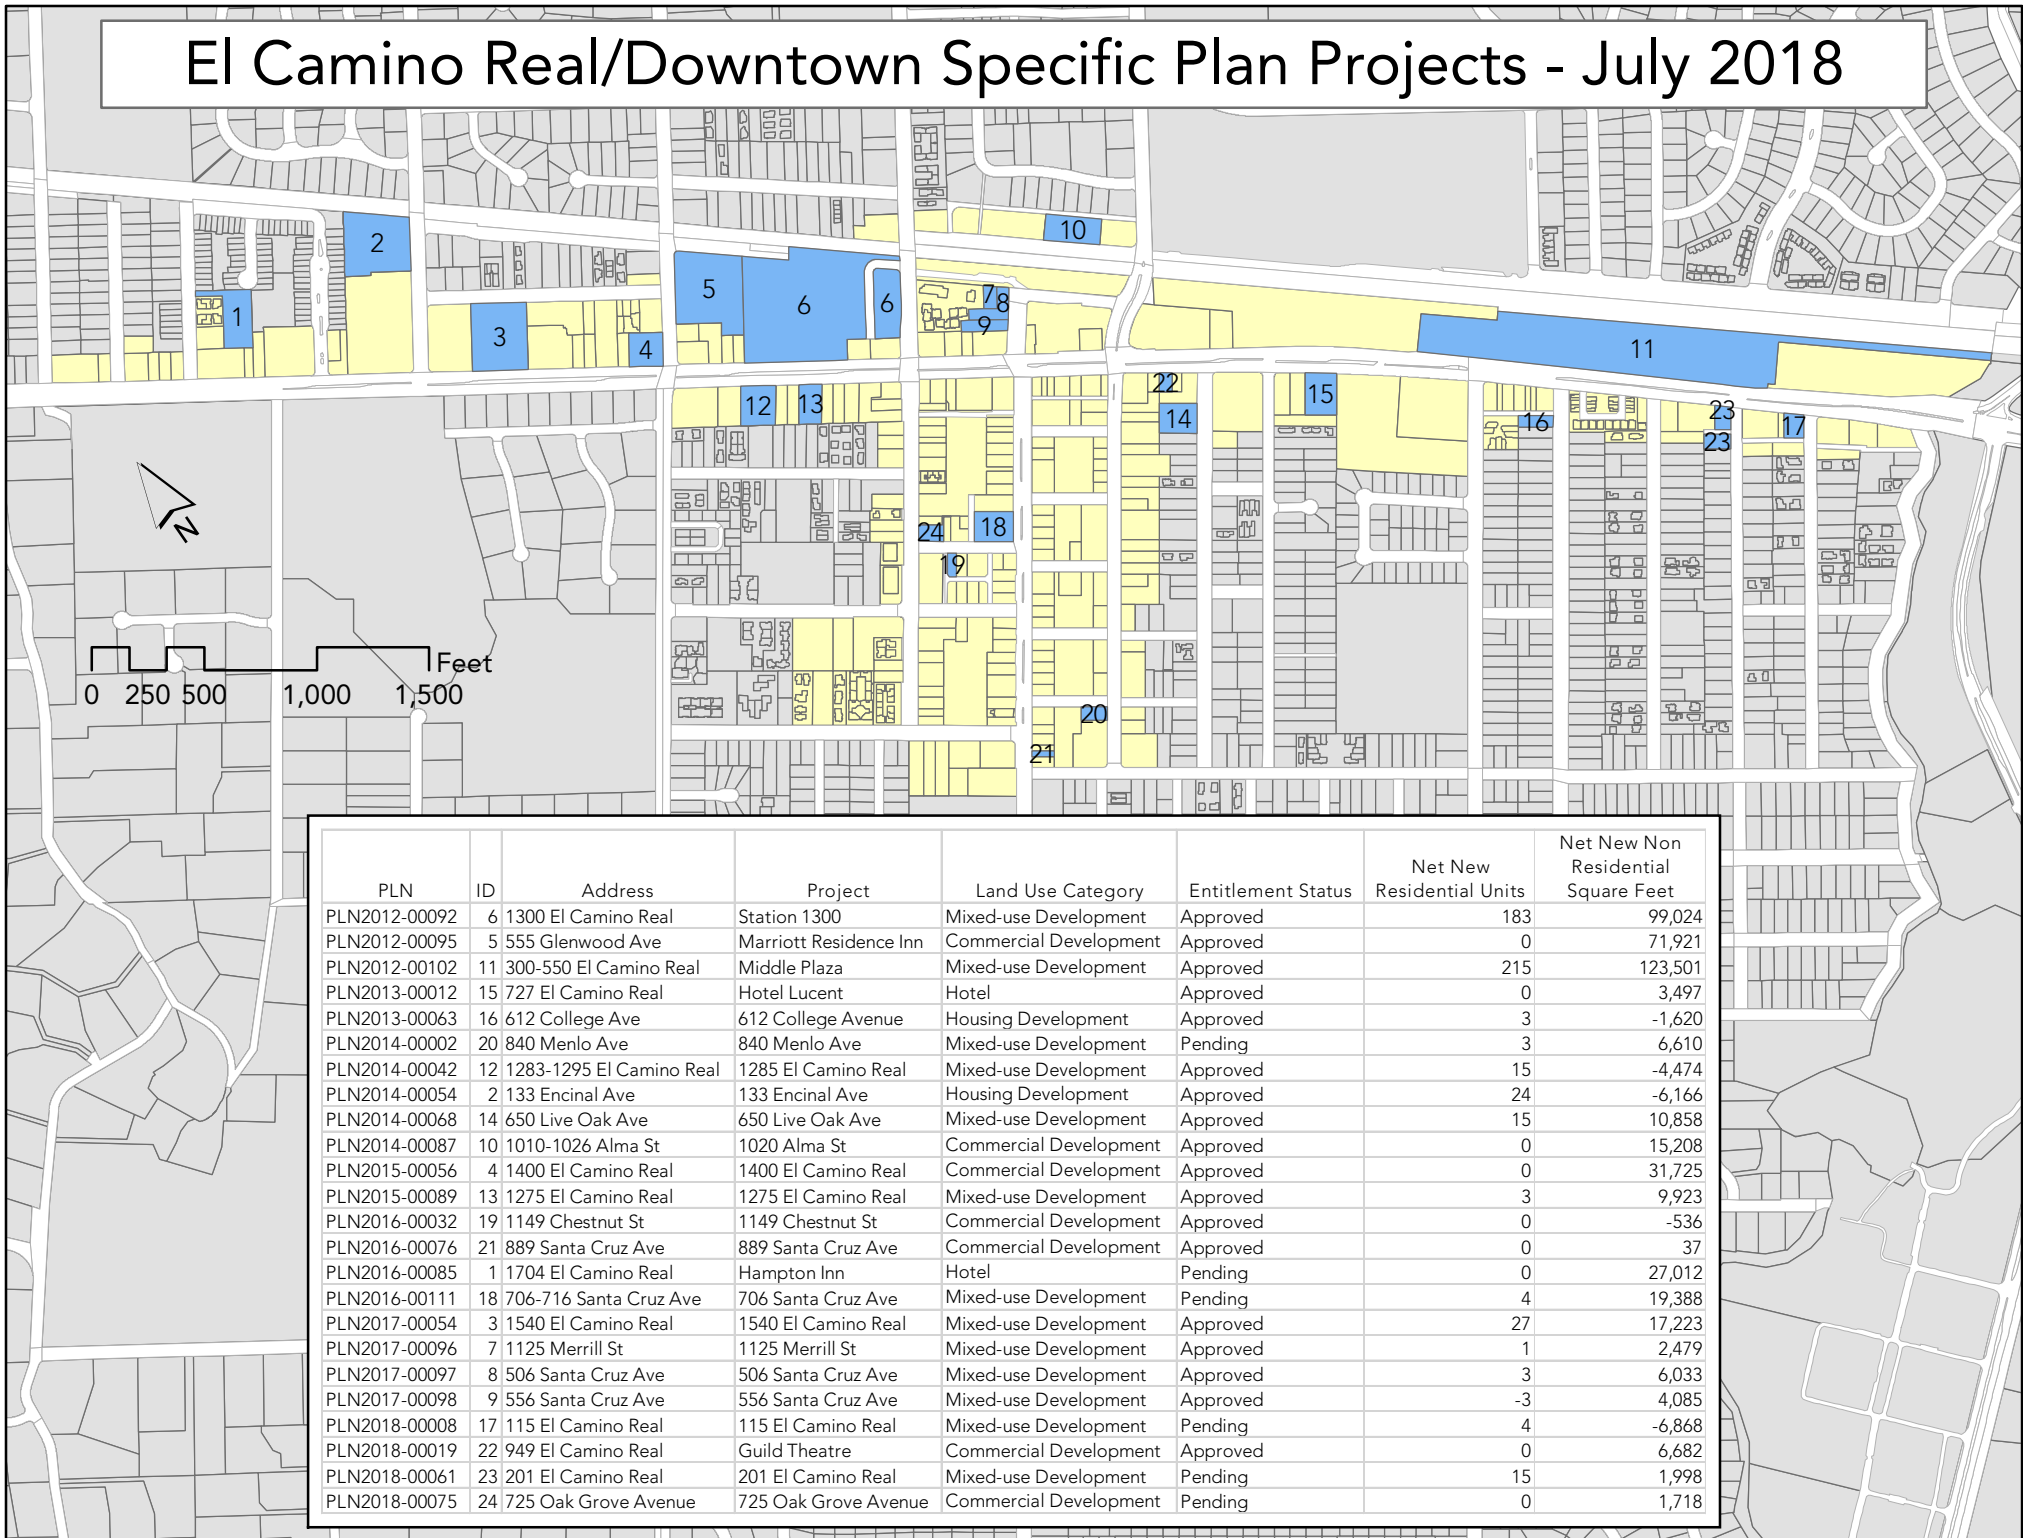 El Camino Real/Downtown Specific Plan Projects - July 2018
2
10
1
3
4
5
6
6
7
8
9
11
12
13
22
14
15
16
23
23
17
24
18
19
20
21
N
Feet
0 250 500 1,000 1,500
PLN ID Address Project Land Use Category Entitlement Status Net New Residential Units Net New Non Residential Square Feet
PLN2012-00092 6 1300 El Camino Real Station 1300 Mixed-use Development Approved 183 99,024
PLN2012-00095 5 555 Glenwood Ave Marriott Residence Inn Commercial Development Approved 0 71,921
PLN2012-00102 11 300-550 El Camino Real Middle Plaza Mixed-use Development Approved 215 123,501
PLN2013-00012 15 727 El Camino Real Hotel Lucent Hotel Approved 0 3,497
PLN2013-00063 16 612 College Ave 612 College Avenue Housing Development Approved 3 -1,620
PLN2014-00002 20 840 Menlo Ave 840 Menlo Ave Mixed-use Development Pending 3 6,610
PLN2014-00042 12 1283-1295 El Camino Real 1285 El Camino Real Mixed-use Development Approved 15 -4,474
PLN2014-00054 2 133 Encinal Ave 133 Encinal Ave Housing Development Approved 24 -6,166
PLN2014-00068 14 650 Live Oak Ave 650 Live Oak Ave Mixed-use Development Approved 15 10,858
PLN2014-00087 10 1010-1026 Alma St 1020 Alma St Commercial Development Approved 0 15,208
PLN2015-00056 4 1400 El Camino Real 1400 El Camino Real Commercial Development Approved 0 31,725
PLN2015-00089 13 1275 El Camino Real 1275 El Camino Real Mixed-use Development Approved 3 9,923
PLN2016-00032 19 1149 Chestnut St 1149 Chestnut St Commercial Development Approved 0 -536
PLN2016-00076 21 889 Santa Cruz Ave 889 Santa Cruz Ave Commercial Development Approved 0 37
PLN2016-00085 1 1704 El Camino Real Hampton Inn Hotel Pending 0 27,012
PLN2016-00111 18 706-716 Santa Cruz Ave 706 Santa Cruz Ave Mixed-use Development Pending 4 19,388
PLN2017-00054 3 1540 El Camino Real 1540 El Camino Real Mixed-use Development Approved 27 17,223
PLN2017-00096 7 1125 Merrill St 1125 Merrill St Mixed-use Development Approved 1 2,479
PLN2017-00097 8 506 Santa Cruz Ave 506 Santa Cruz Ave Mixed-use Development Approved 3 6,033
PLN2017-00098 9 556 Santa Cruz Ave 556 Santa Cruz Ave Mixed-use Development Approved -3 4,085
PLN2018-00008 17 115 El Camino Real 115 El Camino Real Mixed-use Development Pending 4 -6,868
PLN2018-00019 22 949 El Camino Real Guild Theatre Commercial Development Approved 0 6,682
PLN2018-00061 23 201 El Camino Real 201 El Camino Real Mixed-use Development Pending 15 1,998
PLN2018-00075 24 725 Oak Grove Avenue 725 Oak Grove Avenue Commercial Development Pending 0 1,718